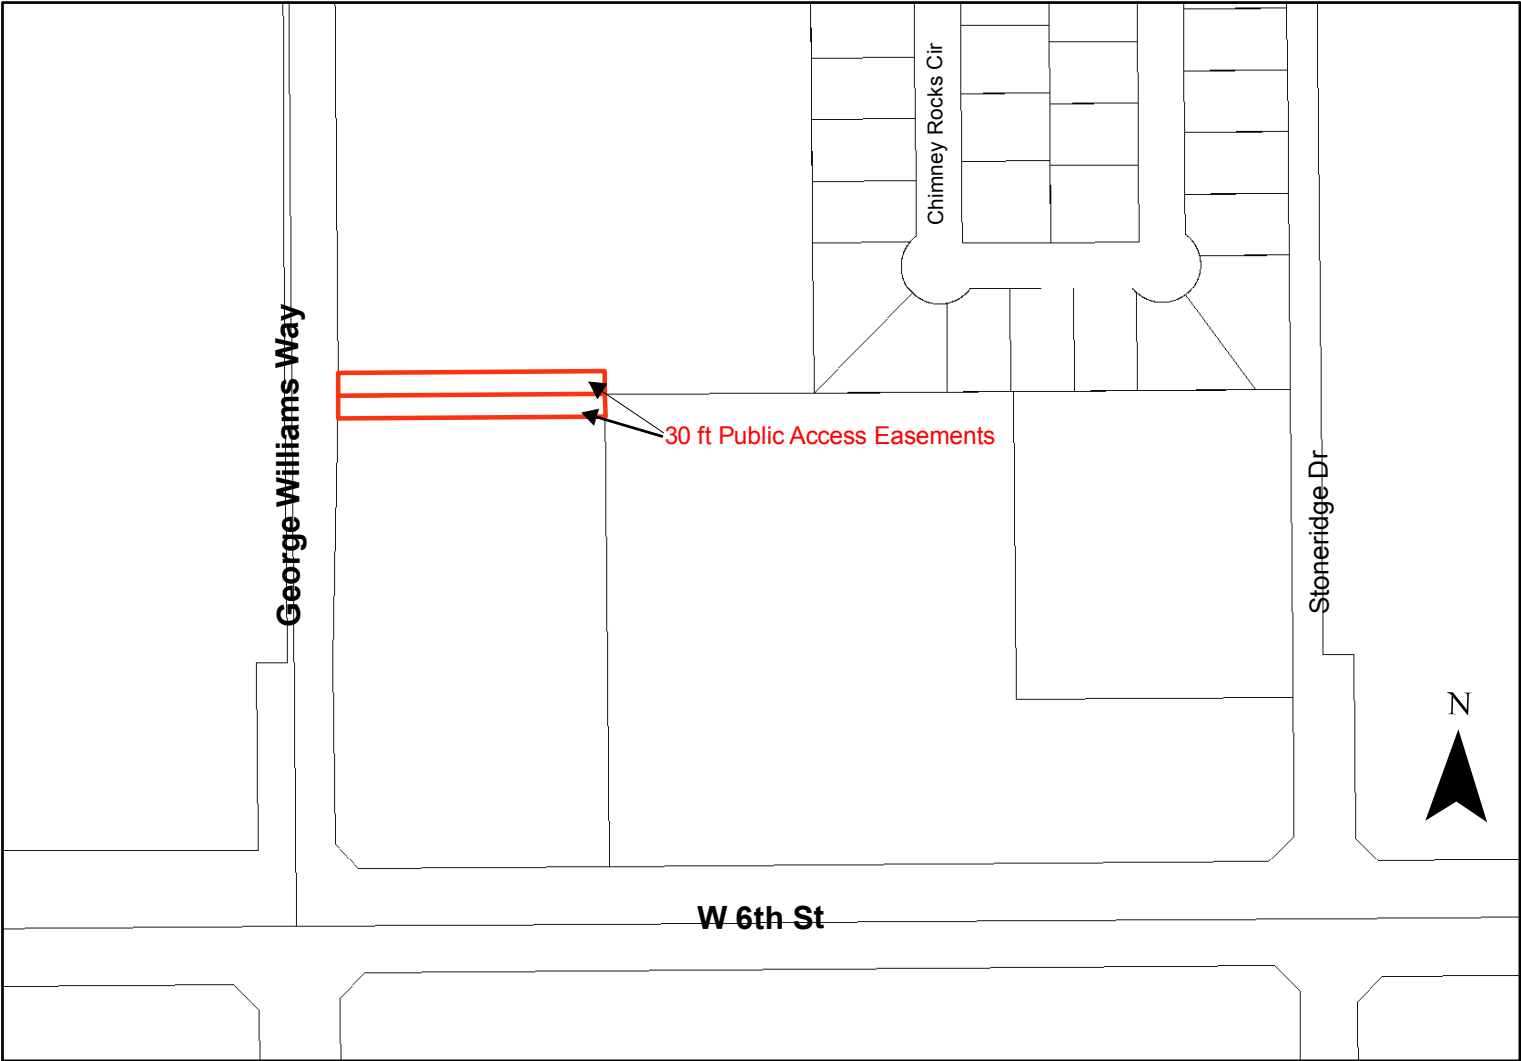 Chimney Rocks Cir
George Williams Way
30 ft Public Access Easements
Stoneridge Dr
N
W 6th St